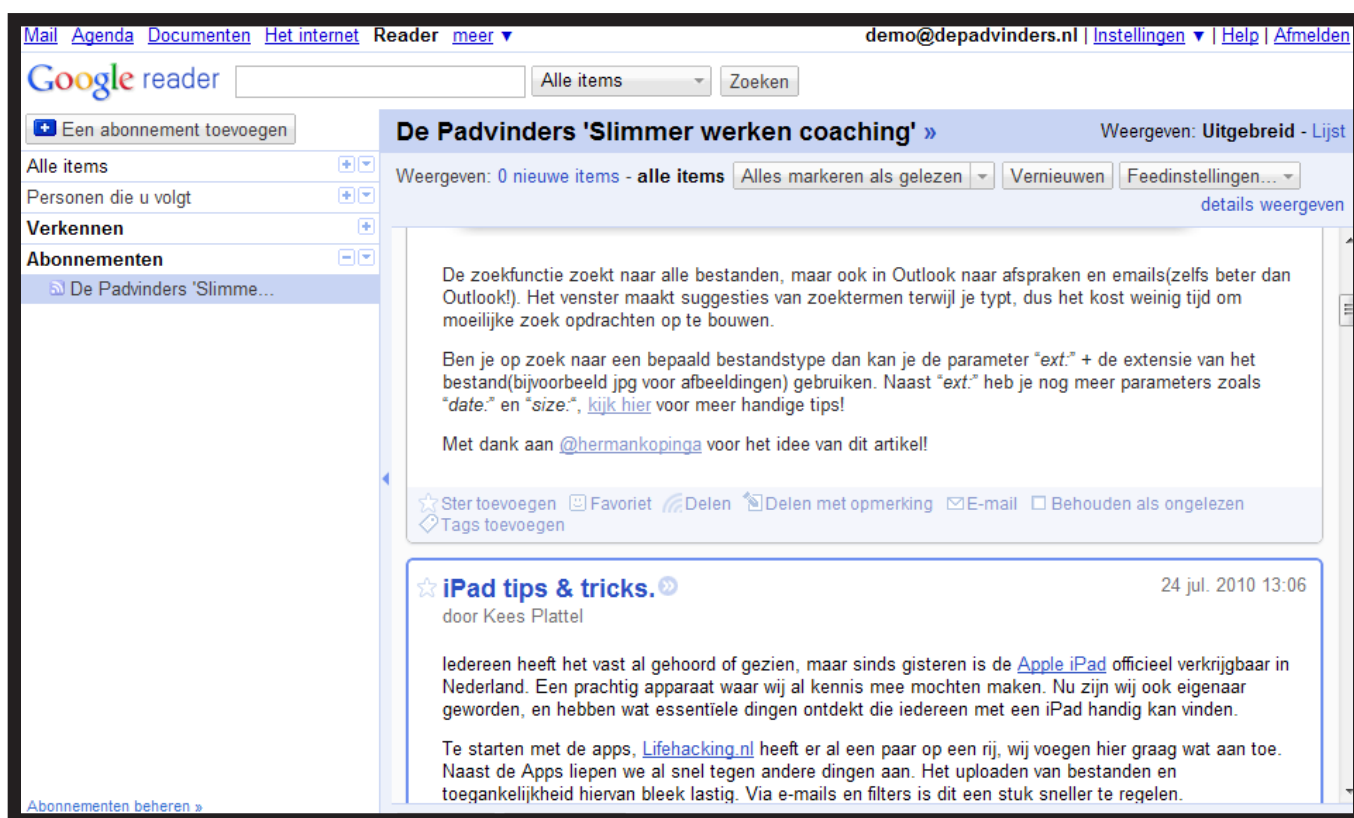 Mail Agenda Documenten Het internet Reader meer ▼ demo@depadvinders.nl | Instellingen ▼ | Help | Afmelden
Google reader Alle items Zoeken
Een abonnement toevoegen
Alle items
Personen die u volgt
Verkennen
Abonnementen
De Padvinders 'Slimme...
Abonnementen beheren »
De Padvinders 'Slimmer werken coaching' » Weergeven: Uitgebreid - Lijst
Weergeven: 0 nieuwe items - alle items Alles markeren als gelezen Vernieuwen Feedinstellingen...
details weergeven
De zoekfunctie zoekt naar alle bestanden, maar ook in Outlook naar afspraken en emails(zelfs beter dan
Outlook!). Het venster maakt suggesties van zoektermen terwijl je typt, dus het kost weinig tijd om
moeilijke zoek opdrachten op te bouwen.
Ben je op zoek naar een bepaald bestandstype dan kan je de parameter “ext:” + de extensie van het
bestand(bijvoorbeeld jpg voor afbeeldingen) gebruiken. Naast “ext:” heb je nog meer parameters zoals
“date:” en “size:“, kijk hier voor meer handige tips!
Met dank aan @hermankopinga voor het idee van dit artikel!
Ster toevoegen Favoriet Delen Delen met opmerking E-mail Behouden als ongelezen
Tags toevoegen
iPad tips & tricks. » 24 jul. 2010 13:06
door Kees Plattel
Iedereen heeft het vast al gehoord of gezien, maar sinds gisteren is de Apple iPad officieel verkrijgbaar in
Nederland. Een prachtig apparaat waar wij al kennis mee mochten maken. Nu zijn wij ook eigenaar
geworden, en hebben wat essentïele dingen ontdekt die iedereen met een iPad handig kan vinden.
Te starten met de apps, Lifehacking.nl heeft er al een paar op een rij, wij voegen hier graag wat aan toe.
Naast de Apps liepen we al snel tegen andere dingen aan. Het uploaden van bestanden en
toegankelijkheid hiervan bleek lastig. Via e-mails en filters is dit een stuk sneller te regelen.